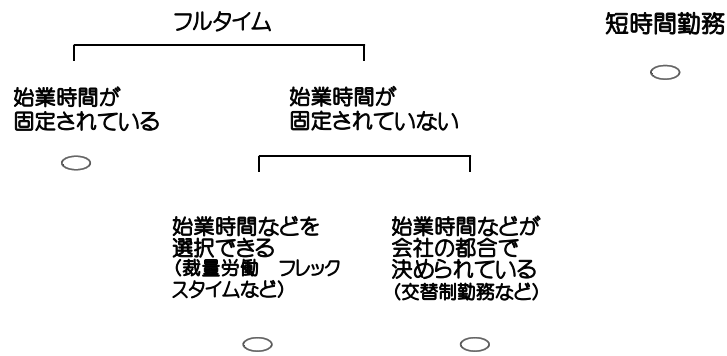 フルタイム
短時間勤務
始業時間が
固定されている
始業時間が
固定されていない
始業時間などを
選択できる
(裁量労働　フレック
スタイムなど)
始業時間などが
会社の都合で
決められている
(交替制勤務など)